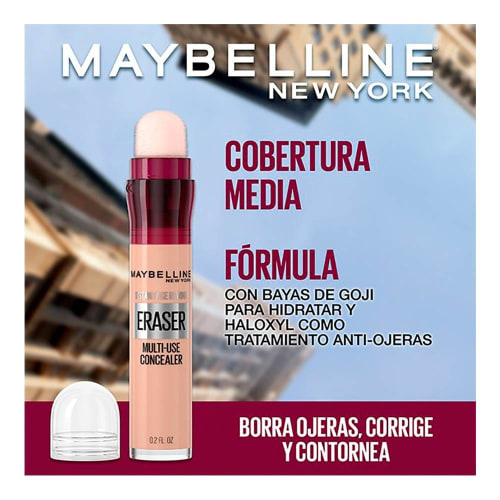 MAYBELLINE
NEW YORK
COBERTURA
MEDIA
FÓRMULA
CON BAYAS DE GOJI
PARA HIDRATAR Y
HALOXYL COMO
TRATAMIENTO ANTI-OJERAS
MAYBELLINE
NEW YORK
ERASER
MULTI-USE
CONCEALER
0.2 FL. OZ
BORRA OJERAS, CORRIGE
Y CONTORNEA